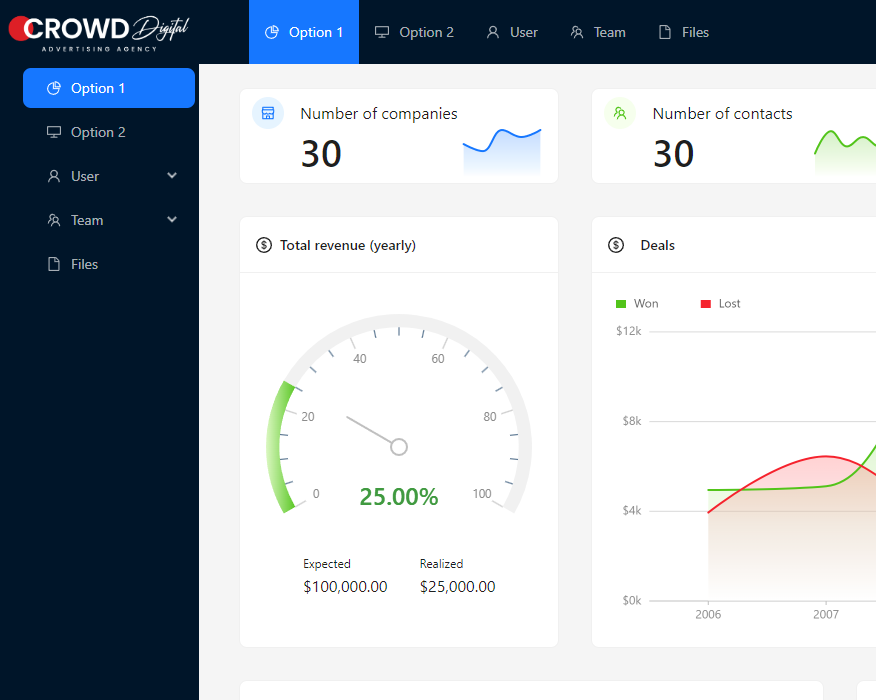 CROWD Digital
ADVERTISING AGENCY
Option 1
Option 2
User
Team
Files
Option 1
Option 2
User
Team
Files
Number of companies
30
Number of contacts
30
Total revenue (yearly)
0
20
40
60
80
100
25.00%
Expected
Realized
$100,000.00
$25,000.00
Deals
Won
Lost
$12k
$8k
$4k
$0k
2006
2007